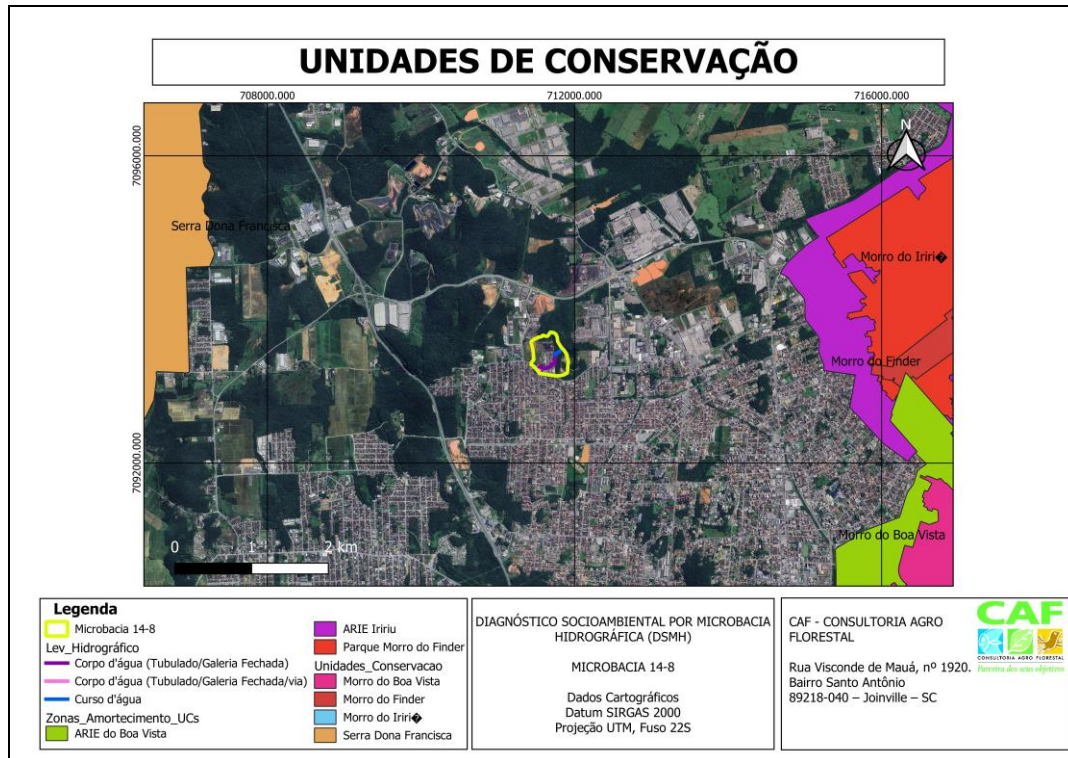 UNIDADES DE CONSERVAÇÃO
708000.000
712000.000
716000.000
N
7096000.000
7092000.000
Serra Dona Francisca
Morro do Iriri�
Morro do Finder
Morro do Boa Vista
0 1 2 km
Legenda
Microbacia 14-8
Lev_Hidrográfico
Corpo d'água (Tubulado/Galeria Fechada)
Corpo d'água (Tubulado/Galeria Fechada/via)
Curso d'água
Zonas_Amortecimento_UCs
ARIE do Boa Vista
ARIE Iririu
Parque Morro do Finder
Unidades_Conservacao
Morro do Boa Vista
Morro do Finder
Morro do Iriri�
Serra Dona Francisca
DIAGNÓSTICO SOCIOAMBIENTAL POR MICROBACIA
HIDROGRÁFICA (DSMH)
MICROBACIA 14-8
Dados Cartográficos
Datum SIRGAS 2000
Projeção UTM, Fuso 22S
CAF - CONSULTORIA AGRO
FLORESTAL
Rua Visconde de Mauá, nº 1920.
Bairro Santo Antônio
89218-040 – Joinville – SC
CAF
CONSULTORIA AGRO FLORESTAL
Parceira dos seus objetivos